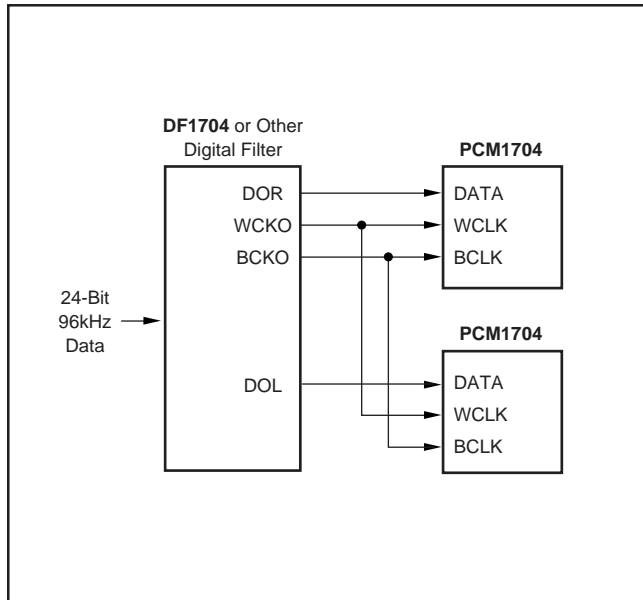 DF1704 or Other
Digital Filter
DOR
WCKO
BCKO
DOL
24-Bit
96kHz
Data
PCM1704
DATA
WCLK
BCLK
PCM1704
DATA
WCLK
BCLK